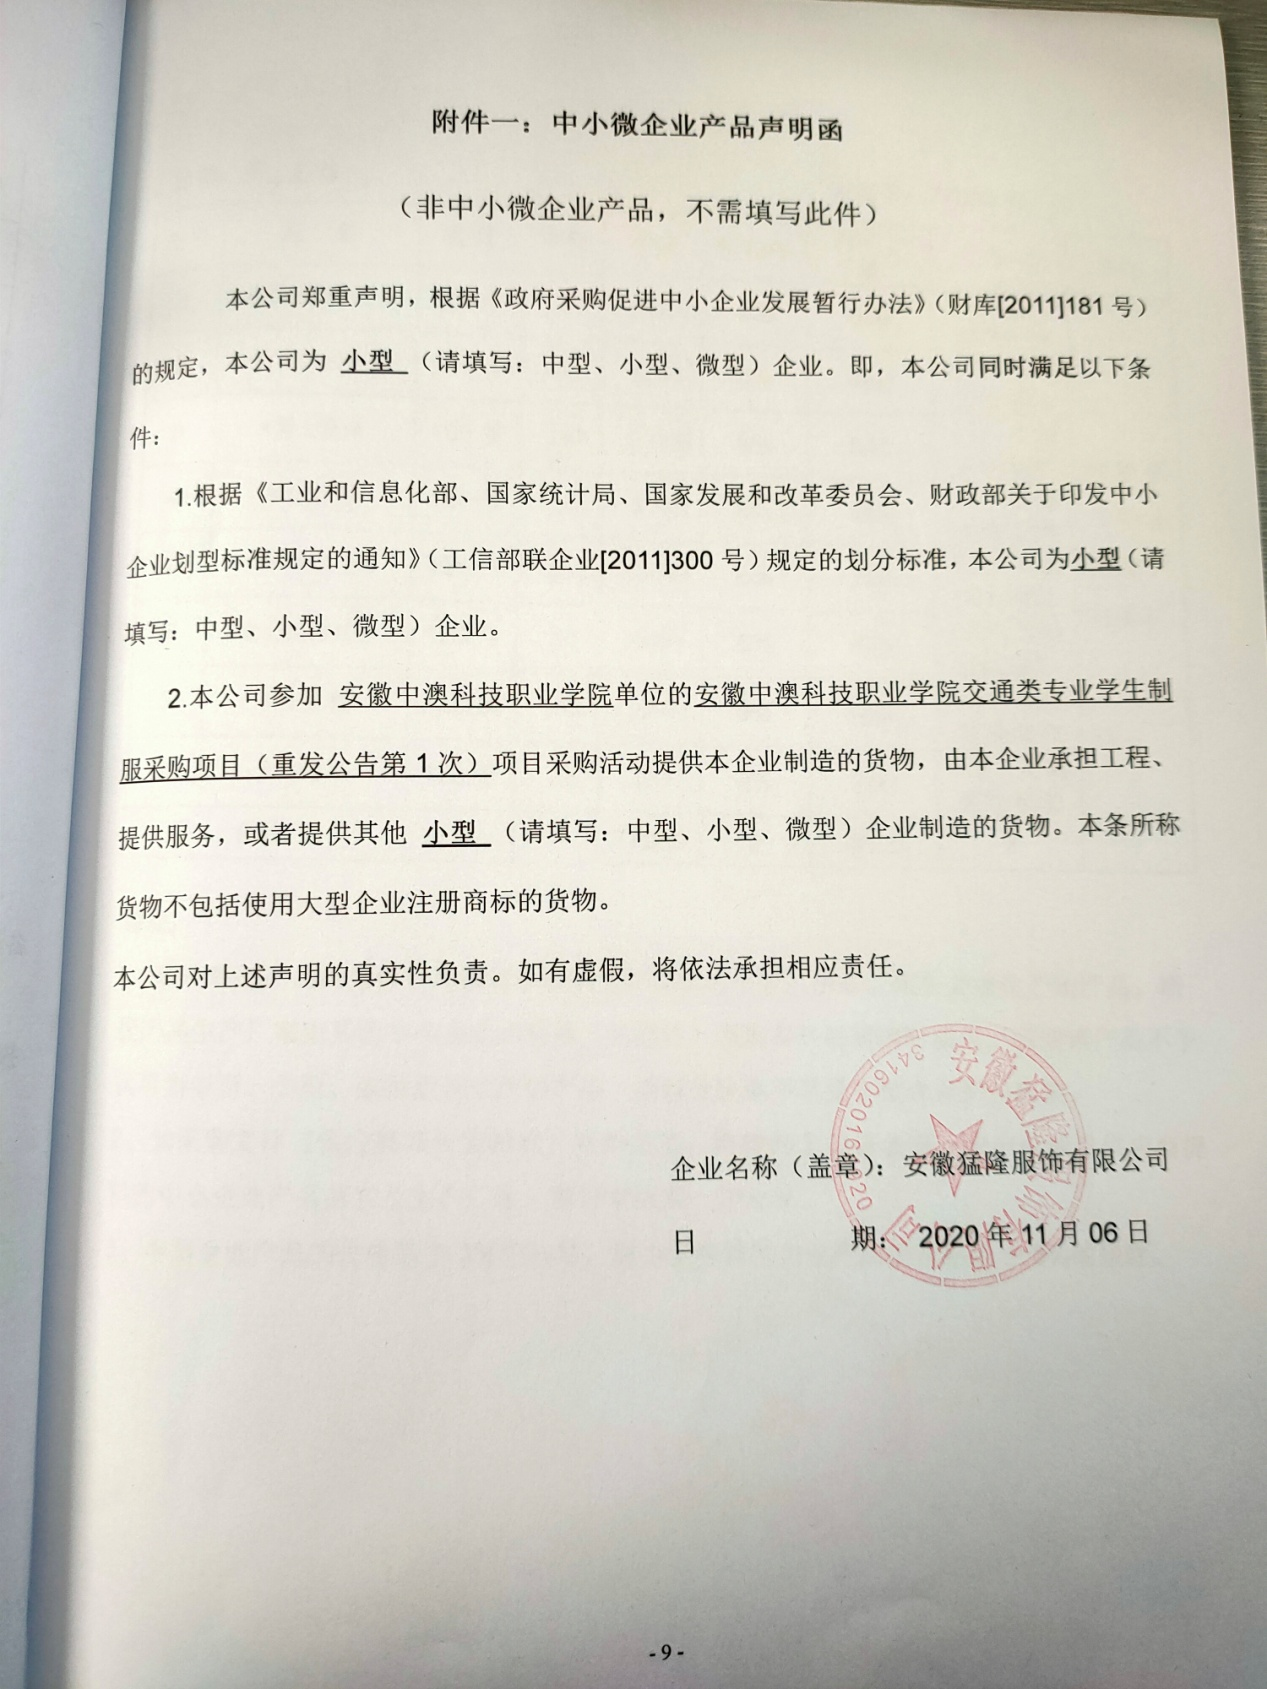 附件一：中小微企业产品声明函
（非中小微企业产品，不需填写此件）
本公司郑重声明，根据《政府采购促进中小企业发展暂行办法》（财库[2011]181 号）
的规定，本公司为 小型 （请填写：中型、小型、微型）企业。即，本公司同时满足以下条
件：
1.根据《工业和信息化部、国家统计局、国家发展和改革委员会、财政部关于印发中小
企业划型标准规定的通知》（工信部联企业[2011]300 号）规定的划分标准，本公司为小型（请
填写：中型、小型、微型）企业。
2.本公司参加 安徽中澳科技职业学院单位的安徽中澳科技职业学院交通类专业学生制
服采购项目（重发公告第 1 次）项目采购活动提供本企业制造的货物，由本企业承担工程、
提供服务，或者提供其他 小型 （请填写：中型、小型、微型）企业制造的货物。本条所称
货物不包括使用大型企业注册商标的货物。
本公司对上述声明的真实性负责。如有虚假，将依法承担相应责任。
企业名称（盖章）：安徽猛隆服饰有限公司
日 期： 2020 年 11 月 06 日
安徽猛隆服饰有限公司
- 9 -